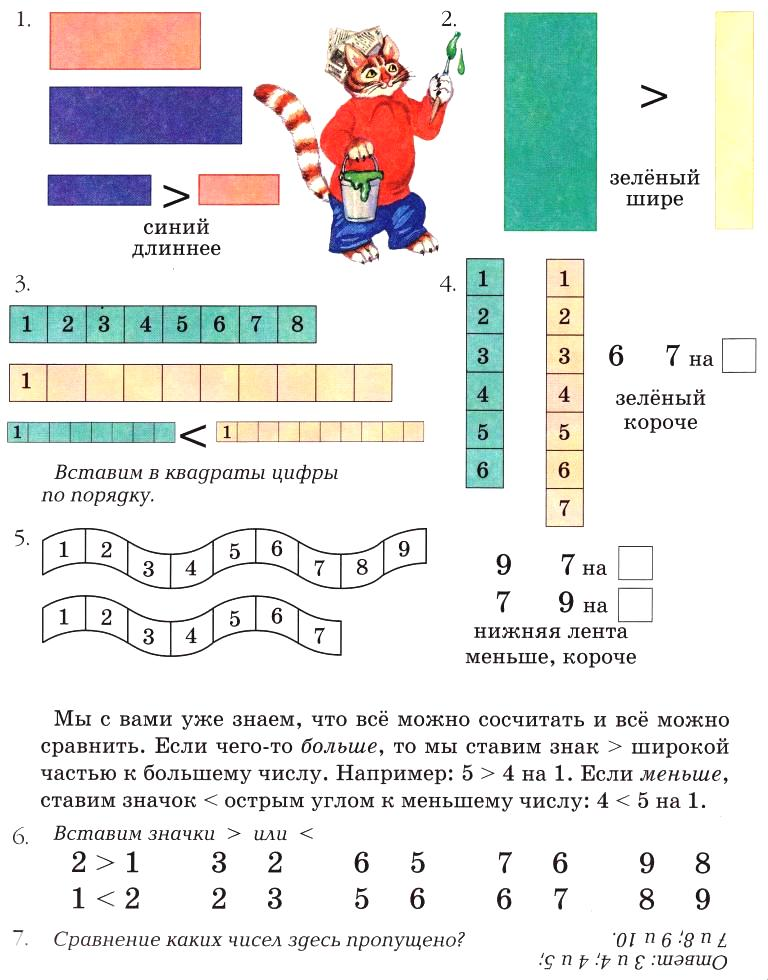 1.
>
синий
длиннее
2.
>
зелёный
шире
3.
1 2 3 4 5 6 7 8
1
1 < 1
Вставим в квадраты цифры
по порядку.
4.
1 1
2 2
3 3
4 4
5 5
6 6
7
6 7 на
зелёный
короче
5.
1 2 3 4 5 6 7 8 9
1 2 3 4 5 6 7
9 7 на
7 9 на
нижняя лента
меньше, короче
Мы с вами уже знаем, что всё можно сосчитать и всё можно
сравнить. Если чего-то больше, то мы ставим знак > широкой
частью к большему числу. Например: 5 > 4 на 1. Если меньше,
ставим значок < острым углом к меньшему числу: 4 < 5 на 1.
6. Вставим значки > или <
2 > 1 3 2 6 5 7 6 9 8
1 < 2 2 3 5 6 6 7 8 9
7. Сравнение каких чисел здесь пропущено?
Ответ: 3 и 4; 4 и 5;
7 и 8; 9 и 10.